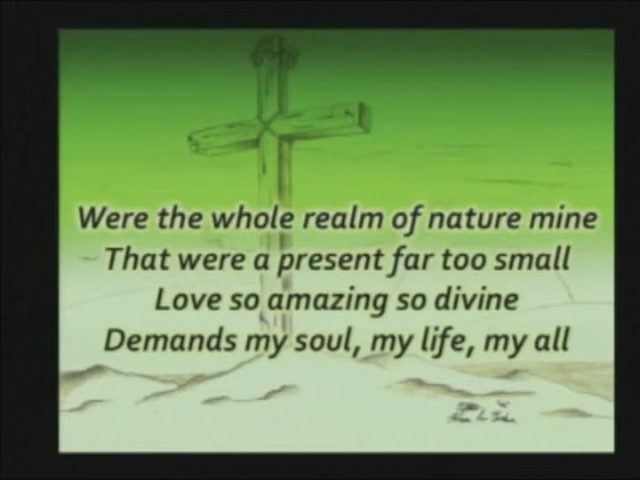 Were the whole realm of nature mine
That were a present far too small
Love so amazing so divine
Demands my soul, my life, my all